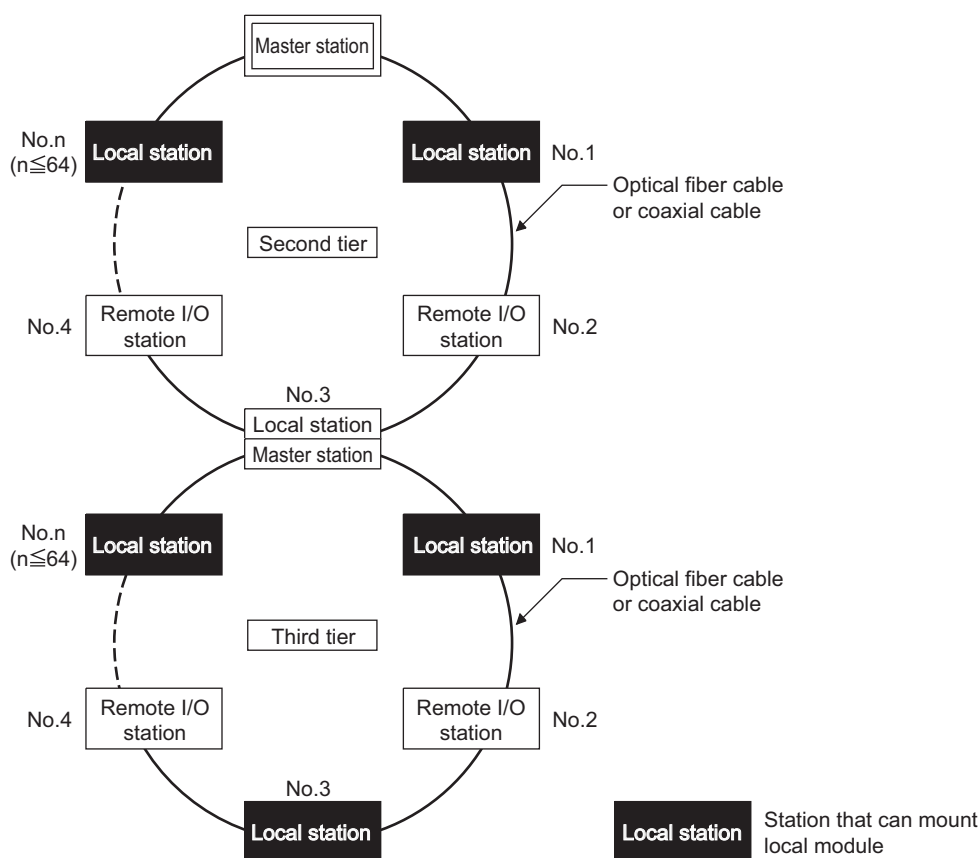 Master station
No.n
(n≦64)
Local station
Local station
No.1
Optical fiber cable
or coaxial cable
Second tier
No.4
Remote I/O
station
Remote I/O
station
No.2
No.3
Local station
Master station
No.n
(n≦64)
Local station
Local station
No.1
Optical fiber cable
or coaxial cable
Third tier
No.4
Remote I/O
station
Remote I/O
station
No.2
No.3
Local station
Local station
Station that can mount
local module